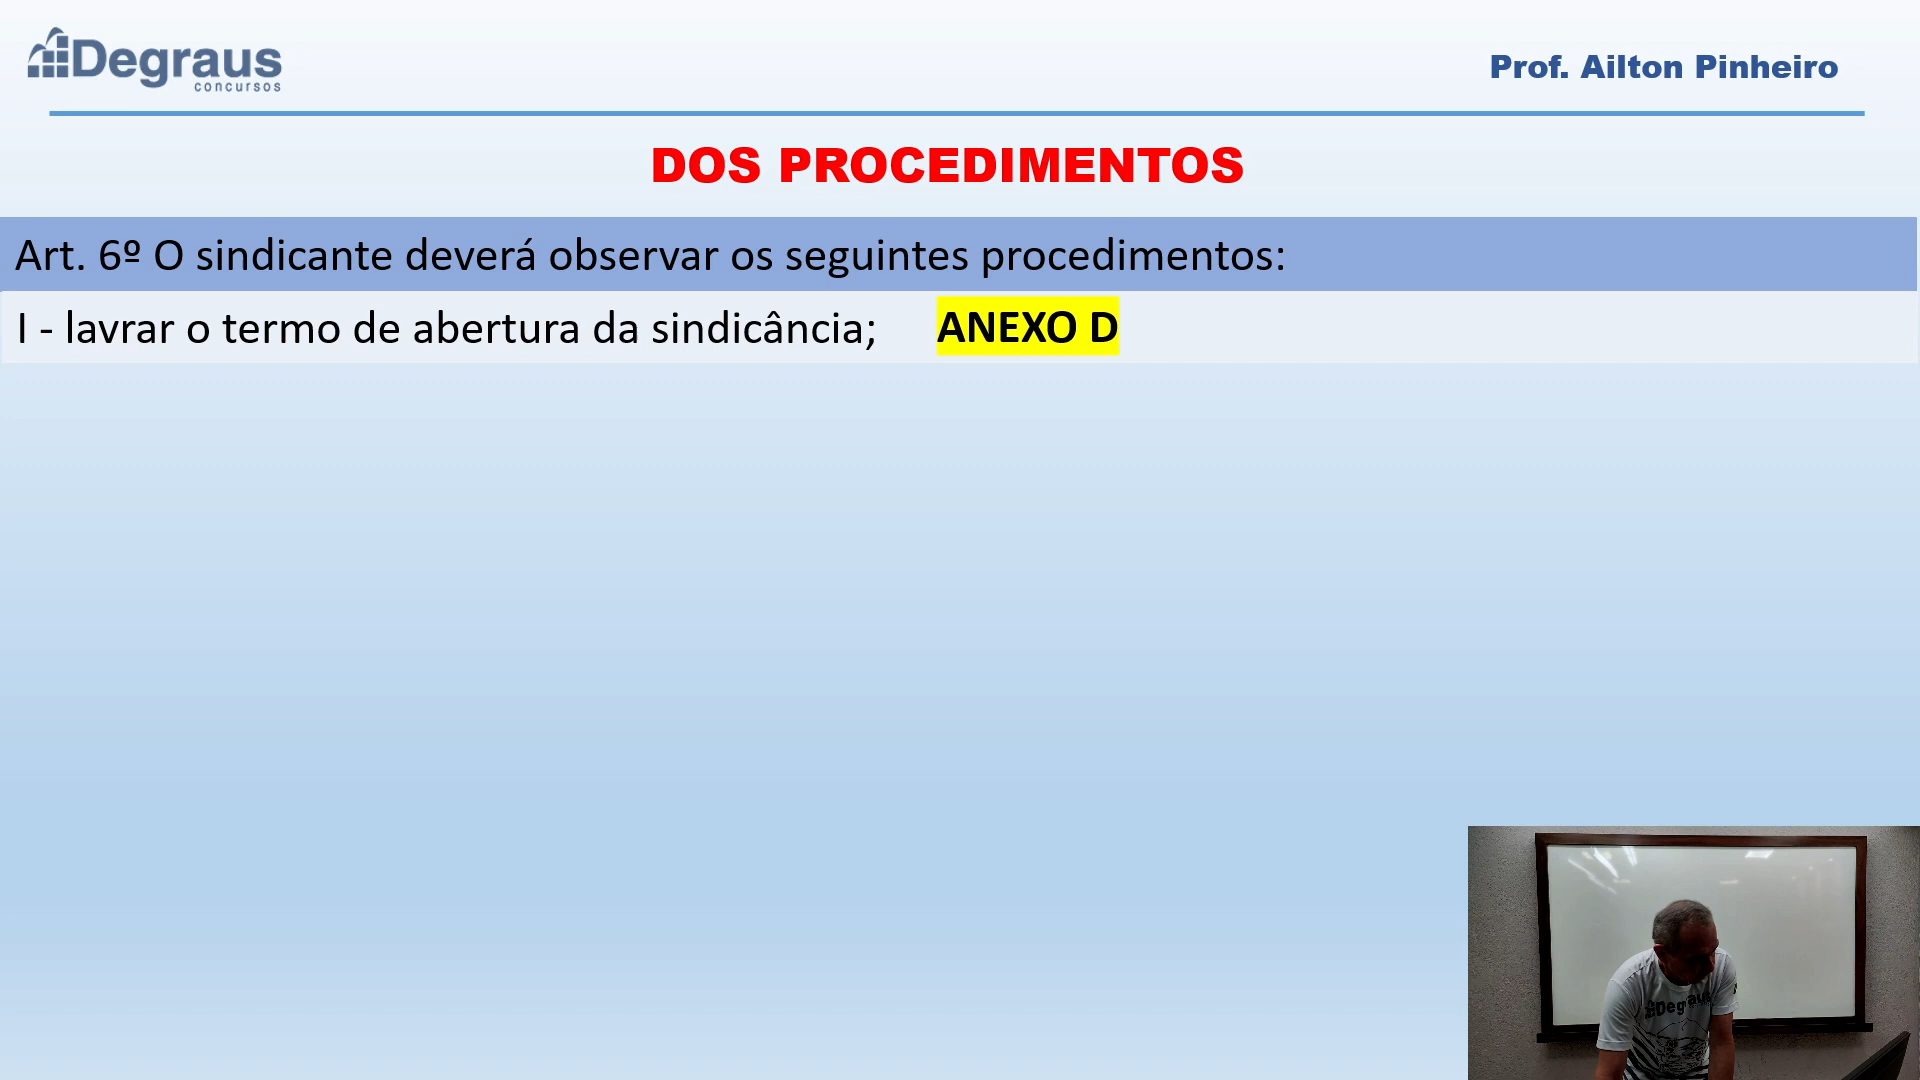 Degraus
concursos
Prof. Ailton Pinheiro
DOS PROCEDIMENTOS
Art. 6º O sindicante deverá observar os seguintes procedimentos:
I - lavrar o termo de abertura da sindicância; ANEXO D
Degraus